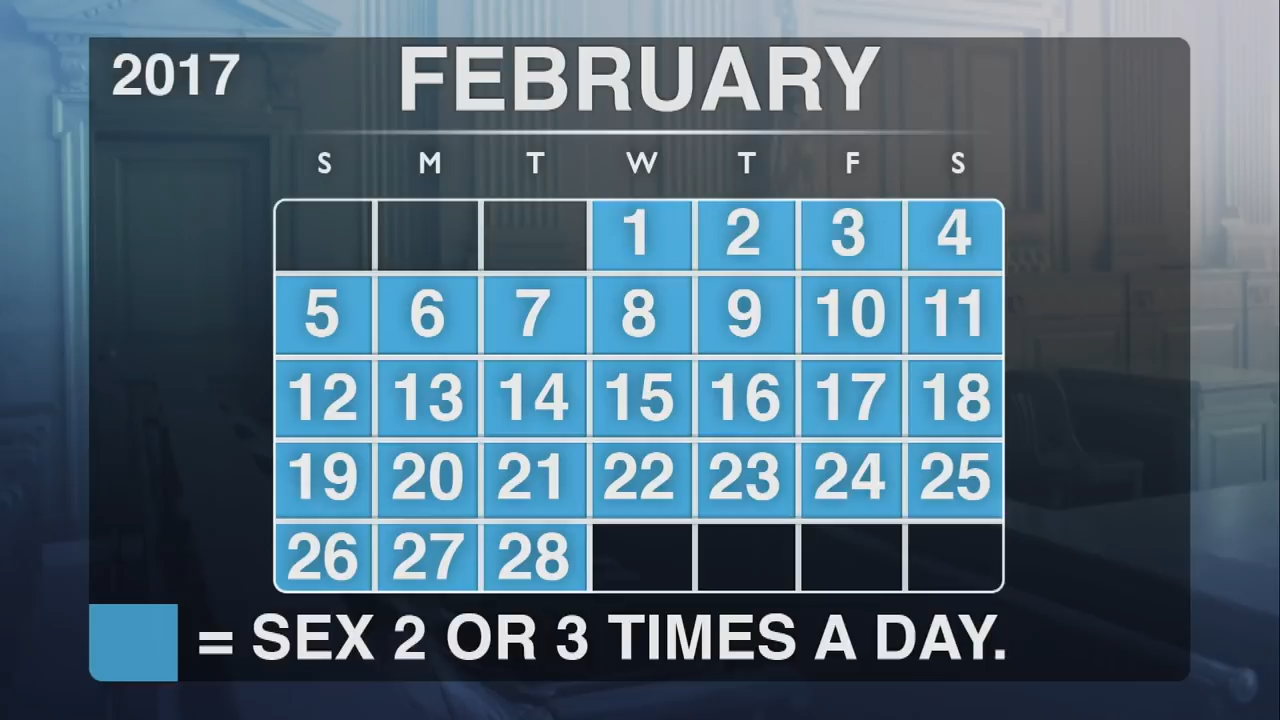 2017 FEBRUARY
S M T W T F S
1 2 3 4
5 6 7 8 9 10 11
12 13 14 15 16 17 18
19 20 21 22 23 24 25
26 27 28
= SEX 2 OR 3 TIMES A DAY.